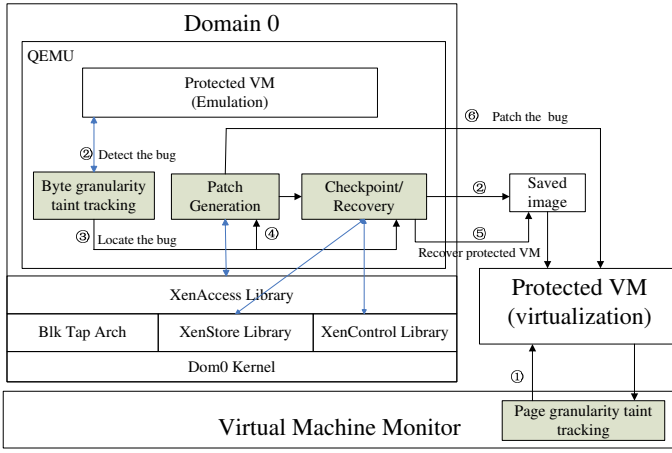 Domain 0
QEMU
Protected VM
(Emulation)
⑥ Patch the bug
② Detect the bug
Byte granularity
taint tracking
Patch
Generation
Checkpoint/
Recovery
②
Saved
image
③ Locate the bug
④
⑤
Recover protected VM
XenAccess Library
Protected VM
(virtualization)
Blk Tap Arch
XenStore Library
XenControl Library
Dom0 Kernel
①
Virtual Machine Monitor
Page granularity taint
tracking